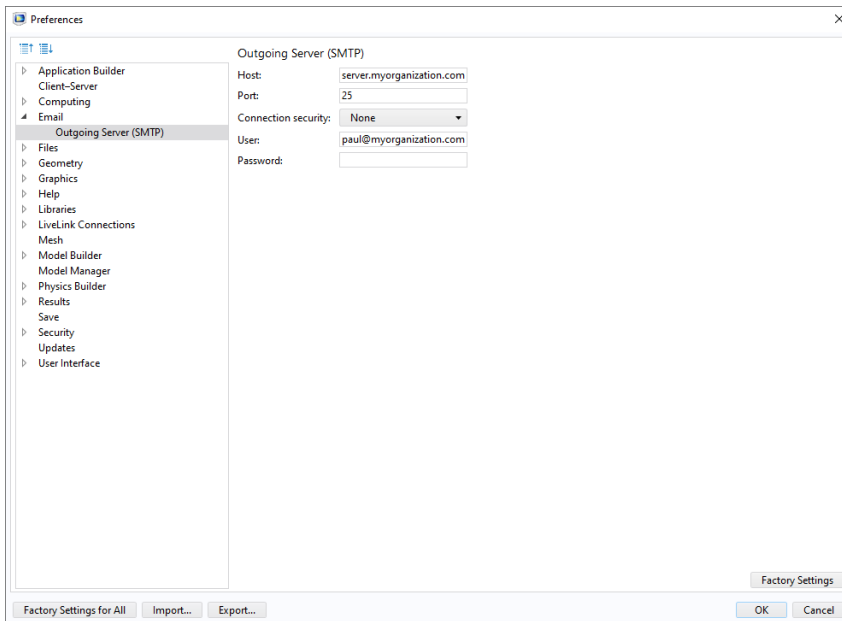 Preferences
Application Builder
Client–Server
Computing
Email
Outgoing Server (SMTP)
Files
Geometry
Graphics
Help
Libraries
LiveLink Connections
Mesh
Model Builder
Model Manager
Physics Builder
Results
Save
Security
Updates
User Interface
Outgoing Server (SMTP)
Host: server.myorganization.com
Port: 25
Connection security: None
User: paul@myorganization.com
Password:
Factory Settings
Factory Settings for All Import... Export... OK Cancel